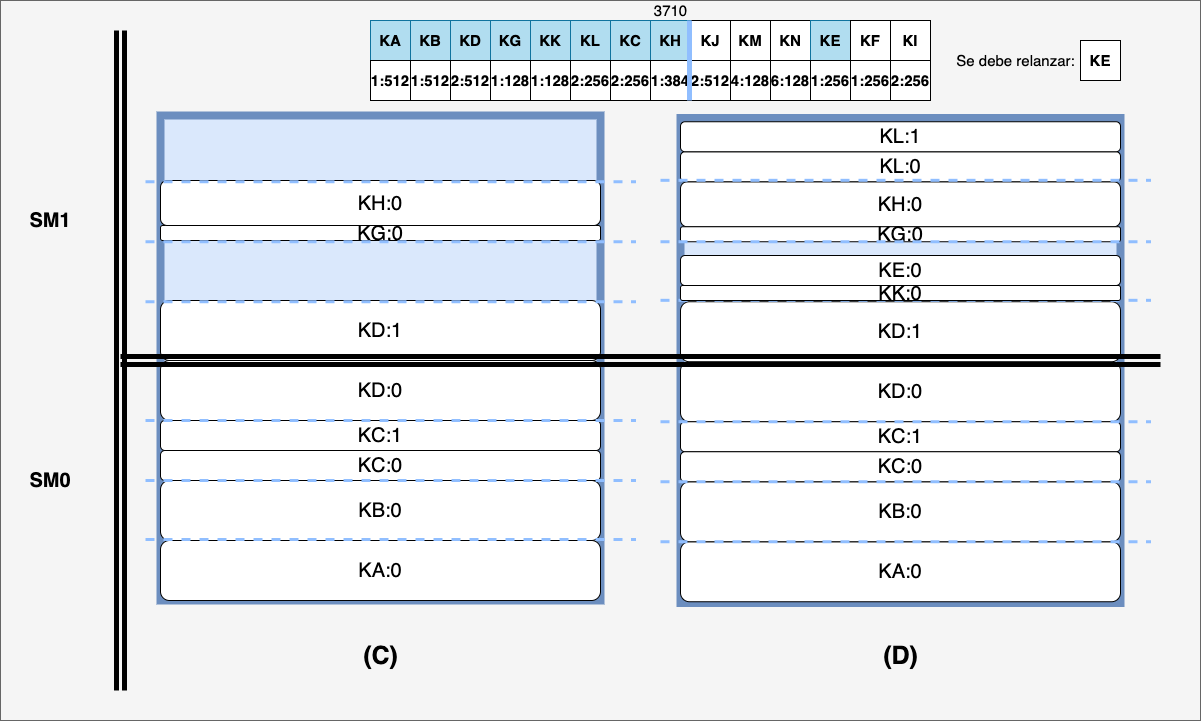 3710
KA KB KD KG KK KL KC KH KJ KM KN KE KF KI
1:512 1:512 2:512 1:128 1:128 2:256 2:256 1:384 2:512 4:128 6:128 1:256 1:256 2:256
Se debe relanzar: KE
SM1
KH:0
KG:0
KD:1
KL:1
KL:0
KH:0
KG:0
KE:0
KK:0
KD:1
SM0
KD:0
KC:1
KC:0
KB:0
KA:0
KD:0
KC:1
KC:0
KB:0
KA:0
(C)
(D)